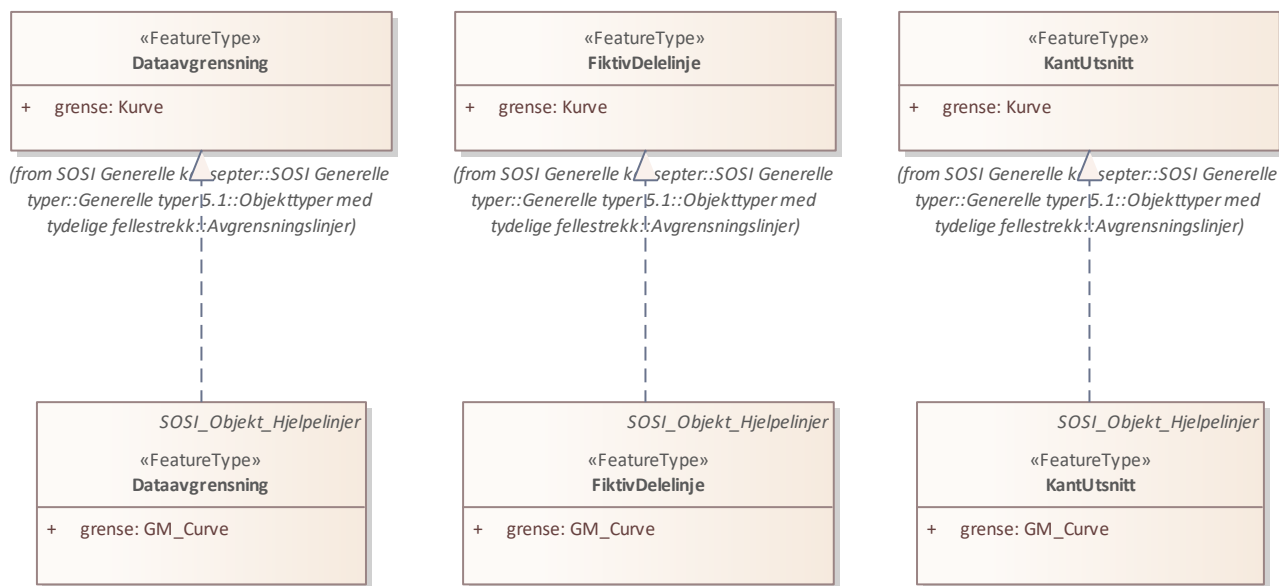 «FeatureType»
Dataavgrensning
+ grense: Kurve
(from SOSI Generelle k septer::SOSI Generelle
typer::Generelle typer 5.1::Objekttyper med
tydelige fellestrekk::Avgrensningslinjer)
«FeatureType»
FiktivDelelinje
+ grense: Kurve
(from SOSI Generelle k septer::SOSI Generelle
typer::Generelle typer 5.1::Objekttyper med
tydelige fellestrekk::Avgrensningslinjer)
«FeatureType»
KantUtsnitt
+ grense: Kurve
(from SOSI Generelle k septer::SOSI Generelle
typer::Generelle typer 5.1::Objekttyper med
tydelige fellestrekk::Avgrensningslinjer)
SOSI_Objekt_Hjelpelinjer
«FeatureType»
Dataavgrensning
+ grense: GM_Curve
SOSI_Objekt_Hjelpelinjer
«FeatureType»
FiktivDelelinje
+ grense: GM_Curve
SOSI_Objekt_Hjelpelinjer
«FeatureType»
KantUtsnitt
+ grense: GM_Curve